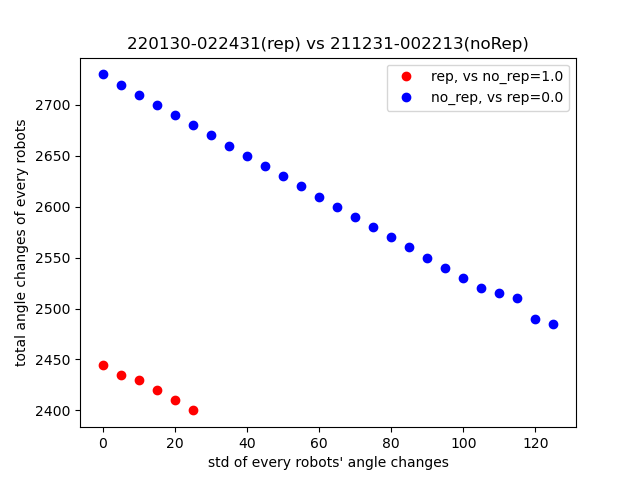 220130-022431(rep) vs 211231-002213(noRep)
rep, vs no_rep=1.0
no_rep, vs rep=0.0
total angle changes of every robots
2700
2650
2600
2550
2500
2450
2400
0 20 40 60 80 100 120
std of every robots' angle changes